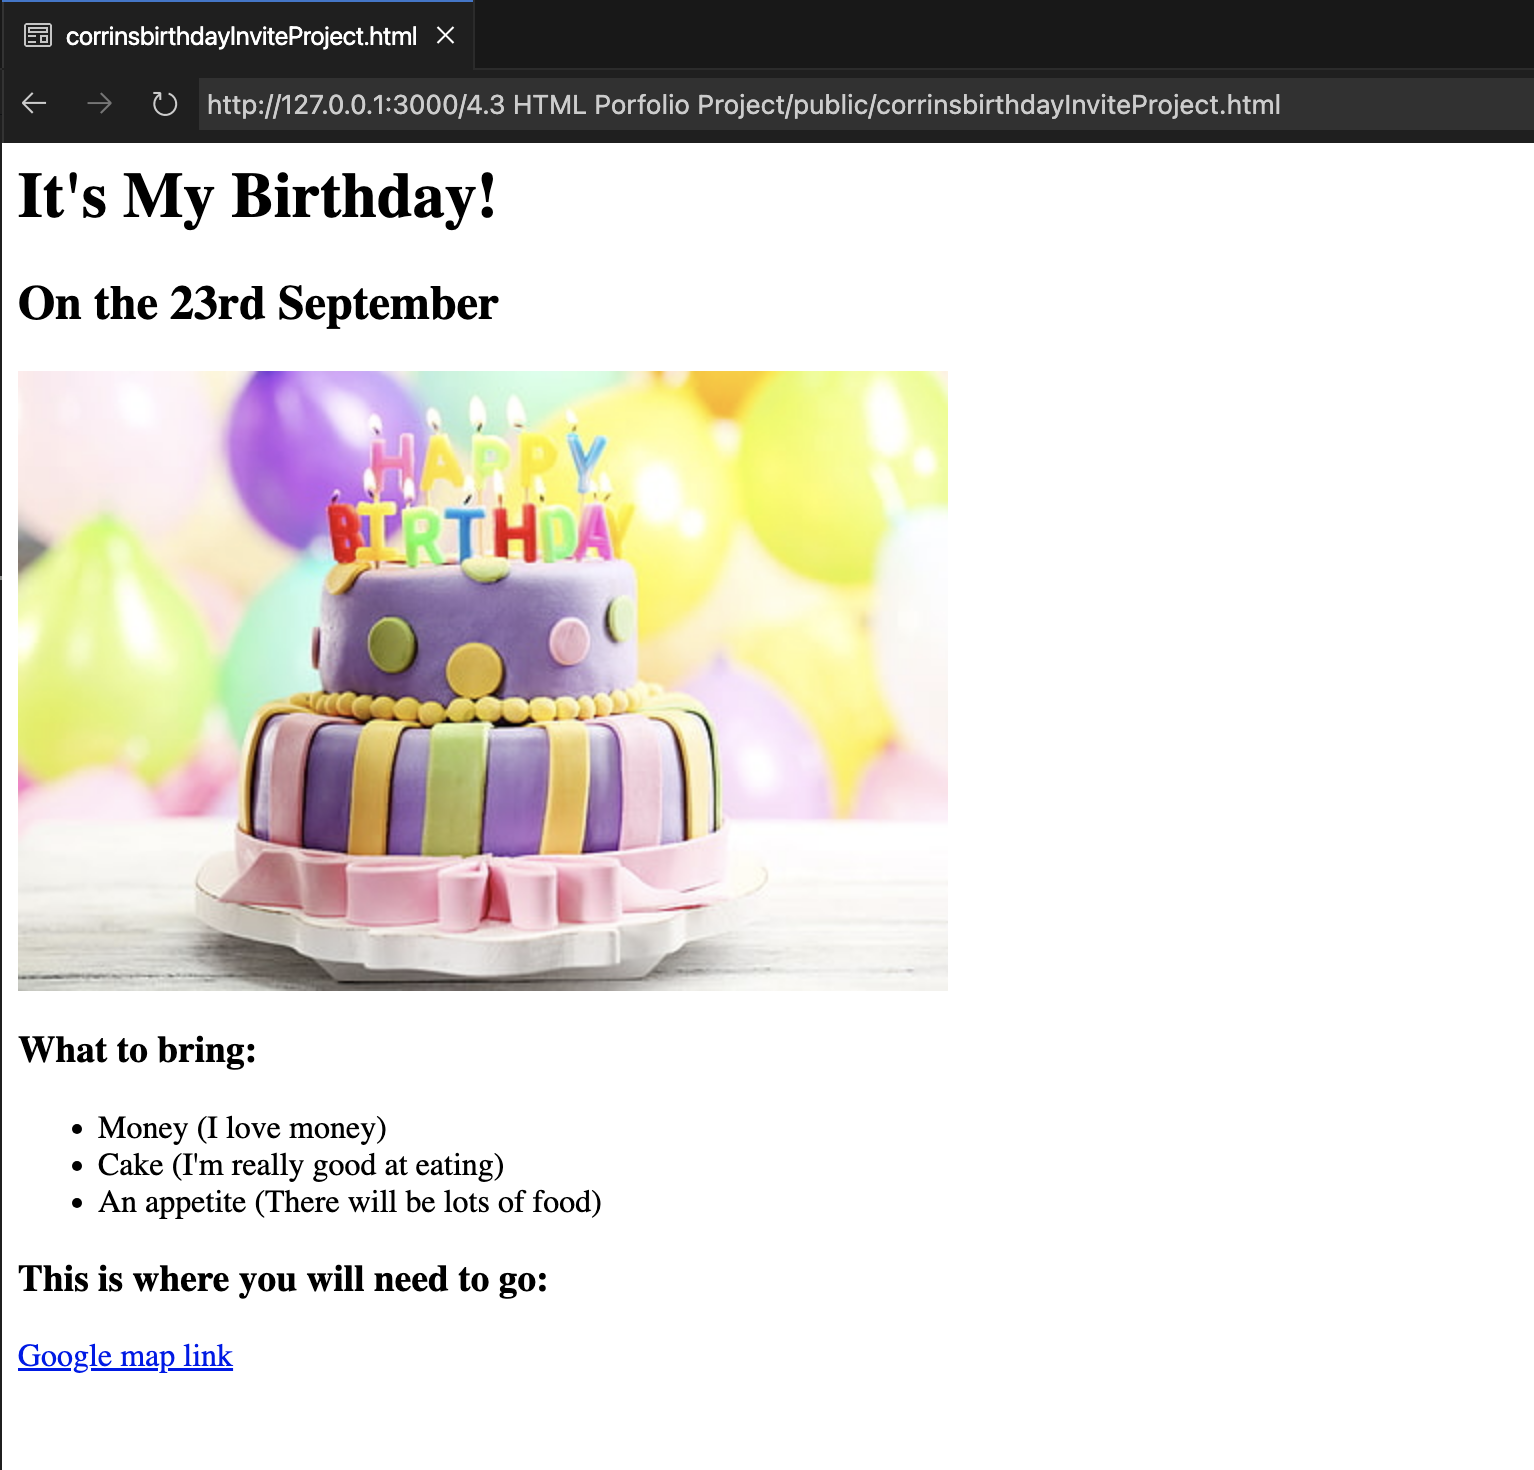 corrinsbirthdayInviteProject.html
http://127.0.0.1:3000/4.3 HTML Porfolio Project/public/corrinsbirthdayInviteProject.html
It's My Birthday!
On the 23rd September
HAPPY
BIRTHDAY
What to bring:
Money (I love money)
Cake (I'm really good at eating)
An appetite (There will be lots of food)
This is where you will need to go:
Google map link